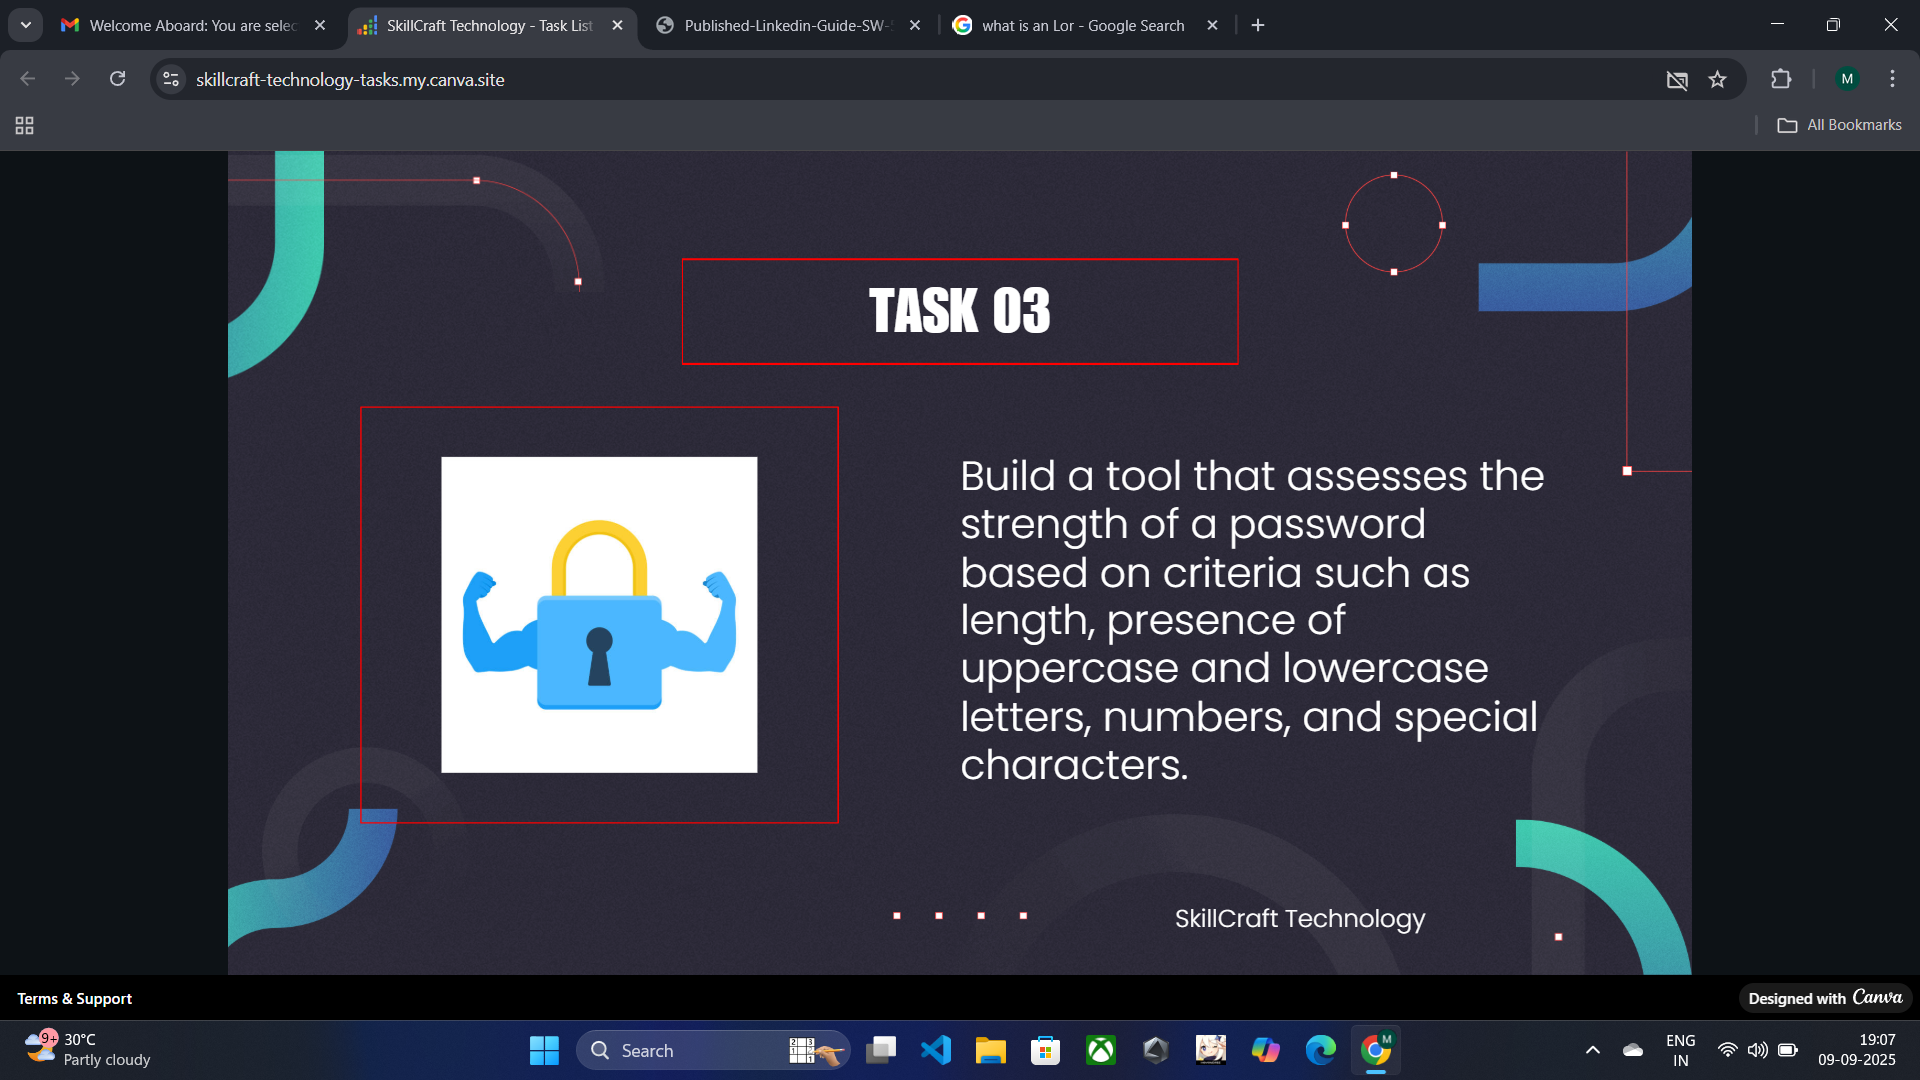 Welcome Aboard: You are selec
SkillCraft Technology - Task List
Published-Linkedin-Guide-SW-
what is an Lor - Google Search
skillcraft-technology-tasks.my.canva.site
M
All Bookmarks
TASK 03
Build a tool that assesses the
strength of a password
based on criteria such as
length, presence of
uppercase and lowercase
letters, numbers, and special
characters.
SkillCraft Technology
Terms & Support
Designed with Canva
9+
30°C
Partly cloudy
Search
M
ENG
IN
19:07
09-09-2025